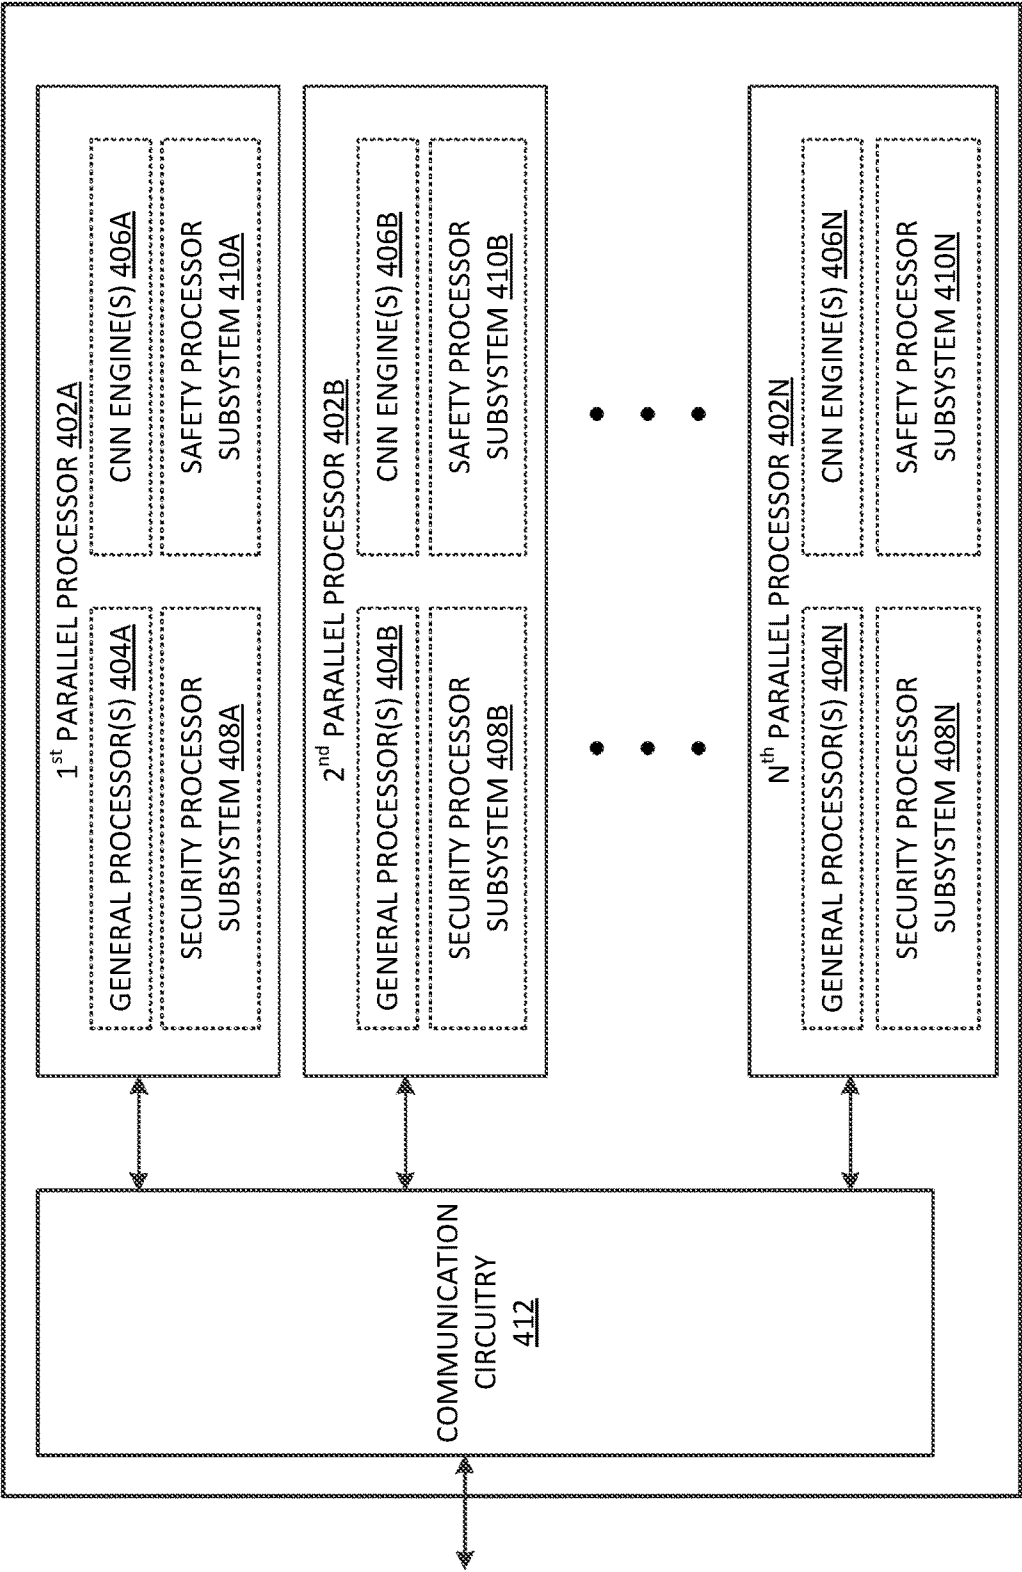 1st PARALLEL PROCESSOR 402A
GENERAL PROCESSOR(S) 404A
CNN ENGINE(S) 406A
SECURITY PROCESSOR
SUBSYSTEM 408A
SAFETY PROCESSOR
SUBSYSTEM 410A
2nd PARALLEL PROCESSOR 402B
GENERAL PROCESSOR(S) 404B
CNN ENGINE(S) 406B
SECURITY PROCESSOR
SUBSYSTEM 408B
SAFETY PROCESSOR
SUBSYSTEM 410B
Nth PARALLEL PROCESSOR 402N
GENERAL PROCESSOR(S) 404N
CNN ENGINE(S) 406N
SECURITY PROCESSOR
SUBSYSTEM 408N
SAFETY PROCESSOR
SUBSYSTEM 410N
COMMUNICATION
CIRCUITRY
412